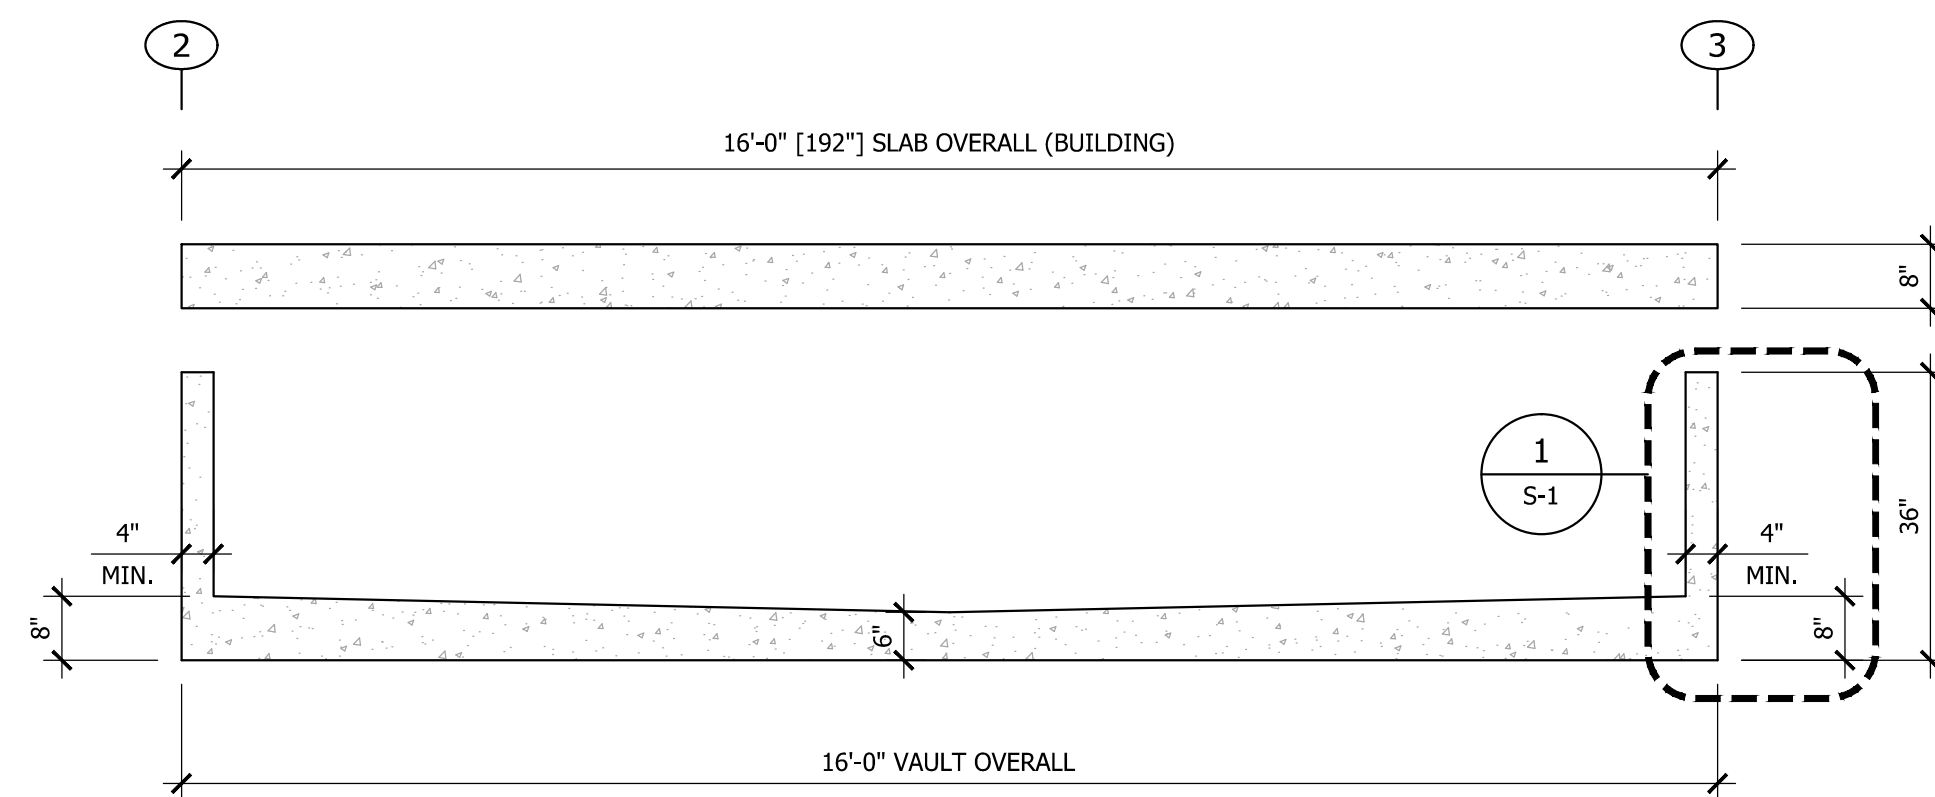 2
3
16'-0" [192"] SLAB OVERALL (BUILDING)
8"
1
S-1
36"
4"
MIN.
4"
MIN.
8"
6"
8"
16'-0" VAULT OVERALL